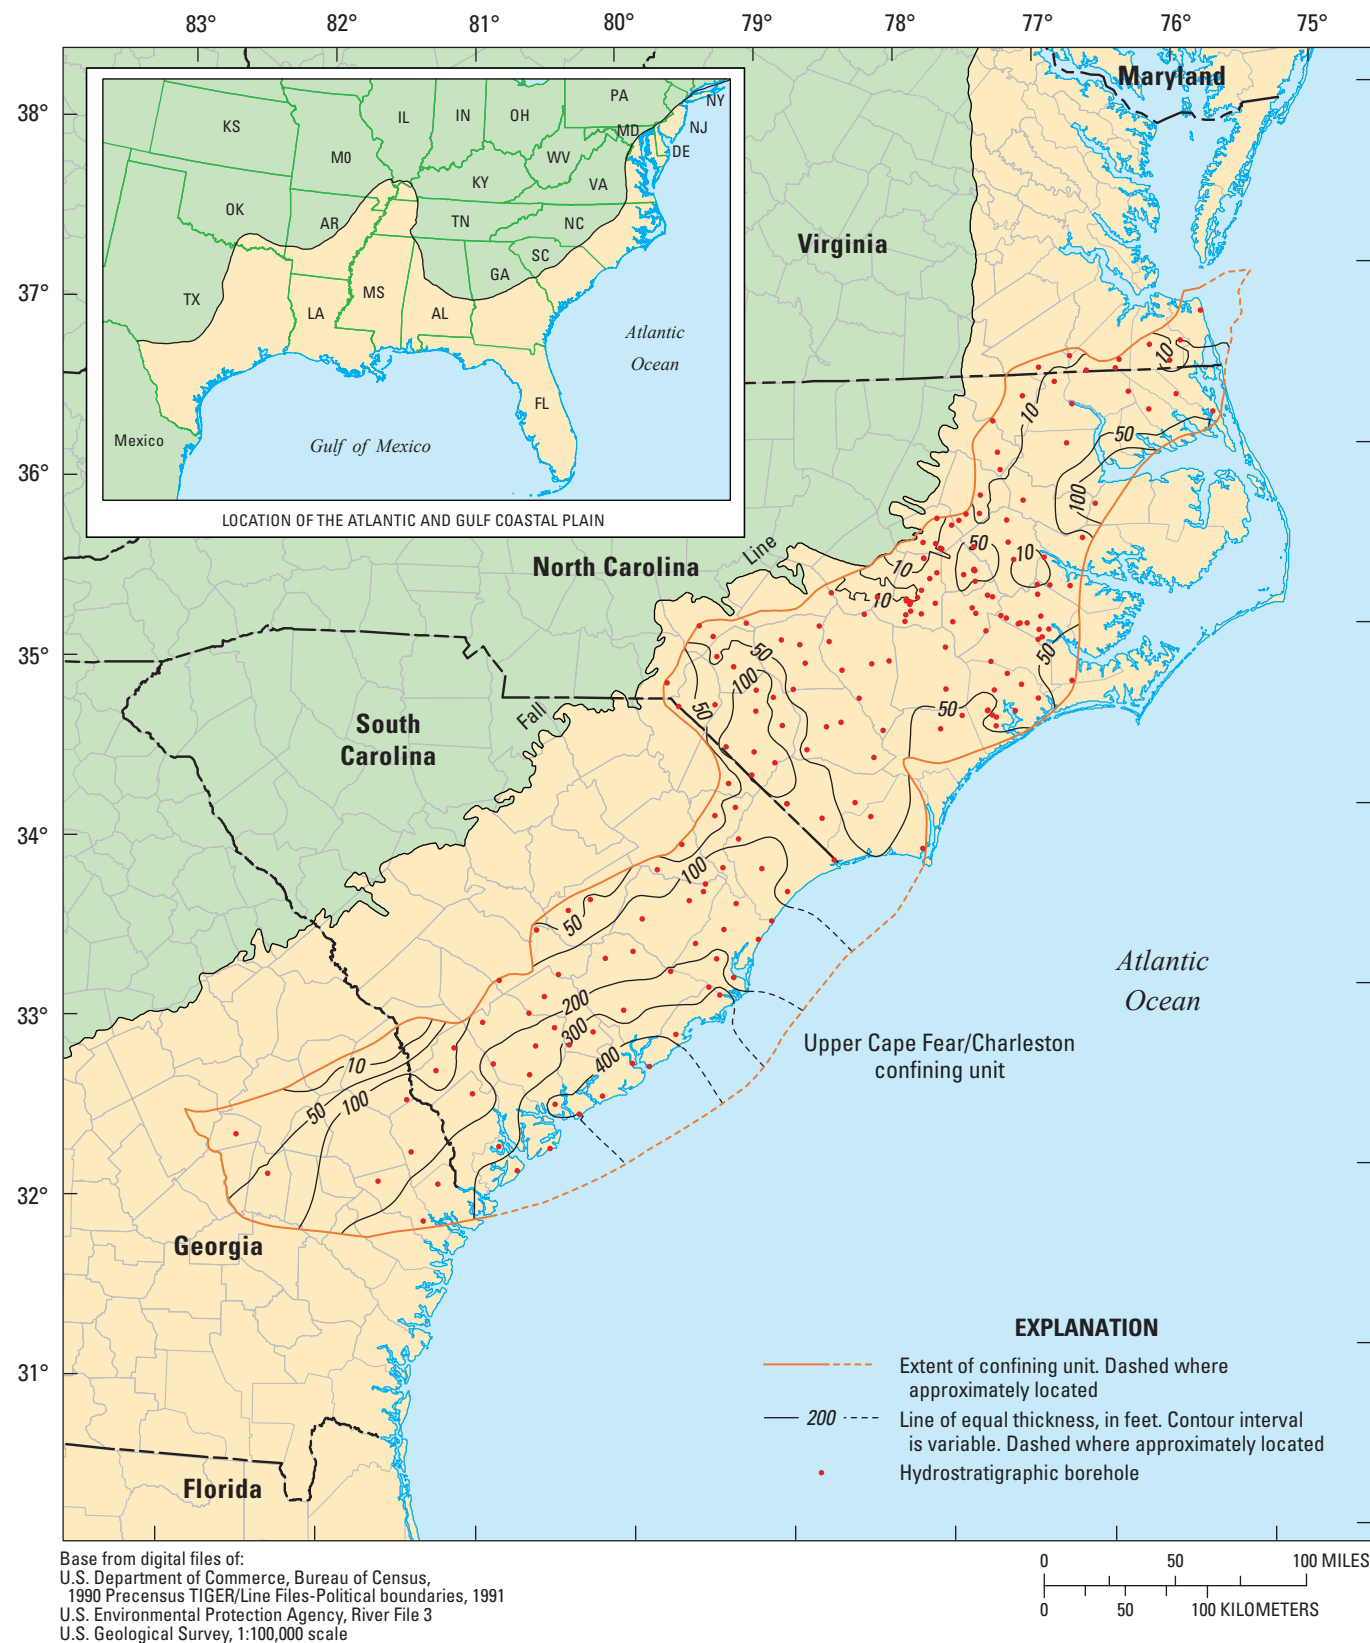 83° 82° 81° 80° 79° 78° 77° 76° 75°
38°
37°
36°
35°
34°
33°
32°
31°
KS
MO
IL
IN
OH
PA
NY
NJ
MD
DE
WV
VA
KY
OK
AR
TN
NC
SC
GA
TX
LA
MS
AL
FL
Mexico
Gulf of Mexico
Atlantic
Ocean
LOCATION OF THE ATLANTIC AND GULF COASTAL PLAIN
Maryland
Virginia
North Carolina
Line
Fall
South
Carolina
Georgia
Florida
Atlantic
Ocean
Upper Cape Fear/Charleston
confining unit
10
10
50
100
50
10
10
10
50
50
100
50
50
100
50
200
300
400
10
50
100
EXPLANATION
Extent of confining unit. Dashed where
approximately located
200
Line of equal thickness, in feet. Contour interval
is variable. Dashed where approximately located
Hydrostratigraphic borehole
Base from digital files of:
U.S. Department of Commerce, Bureau of Census,
1990 Precensus TIGER/Line Files-Political boundaries, 1991
U.S. Environmental Protection Agency, River File 3
U.S. Geological Survey, 1:100,000 scale
0 50 100 MILES
0 50 100 KILOMETERS